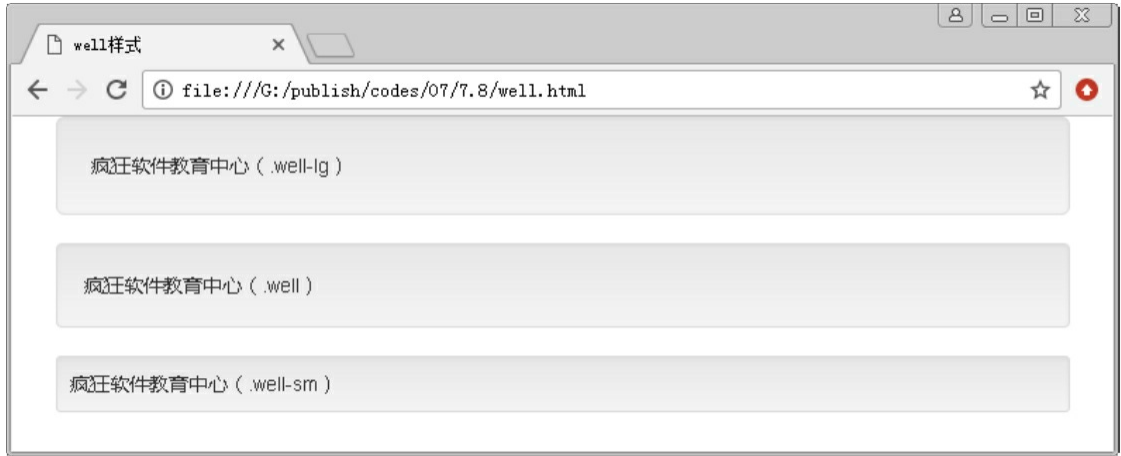 well样式
file:///G:/publish/codes/07/7.8/well.html
疯狂软件教育中心 ( .well-lg )
疯狂软件教育中心 ( .well )
疯狂软件教育中心 ( .well-sm )